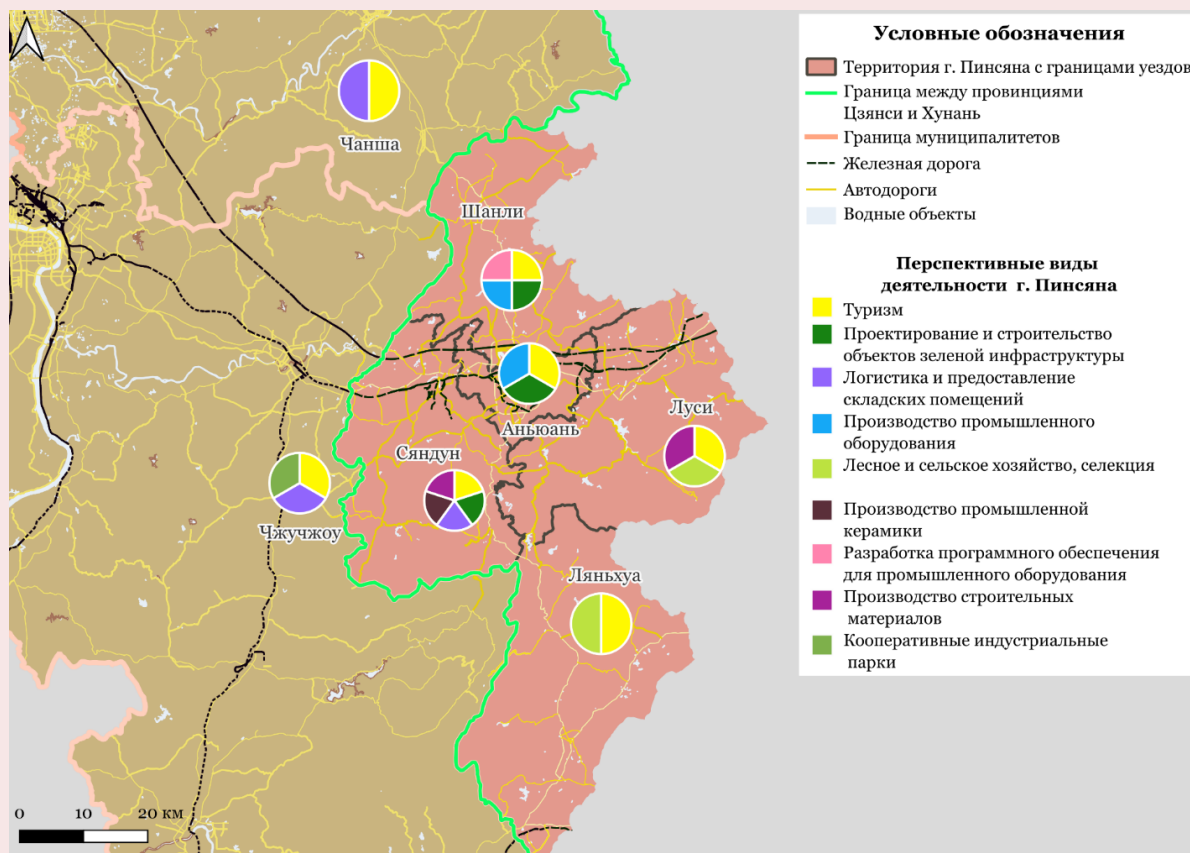 Чанша
Шанли
Аньюань
Луси
Сяндун
Чжучжоу
Ляньхуа
0 10 20 км
Условные обозначения
Территория г. Пинсяна с границами уездов
Граница между провинциями
Цзянси и Хунань
Граница муниципалитетов
Железная дорога
Автодороги
Водные объекты
Перспективные виды
деятельности г. Пинсяна
Туризм
Проектирование и строительство
объектов зеленой инфраструктуры
Логистика и предоставление
складских помещений
Производство промышленного
оборудования
Лесное и сельское хозяйство, селекция
Производство промышленной
керамики
Разработка программного обеспечения
для промышленного оборудования
Производство строительных
материалов
Кооперативные индустриальные
парки